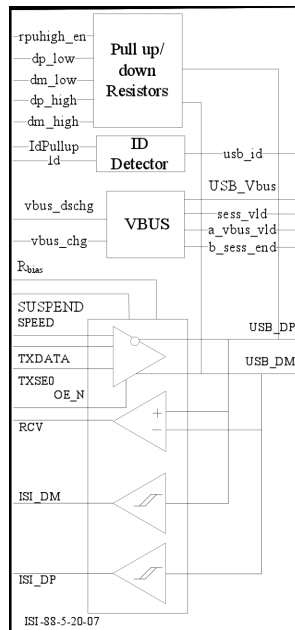 rpuhigh_en
dp_low
dm_low
dp_high
dm_high
Pull up/
down
Resistors
IdPullup
Id
ID
Detector
usb_id
USB_Vbus
vbus_dschg
vbus_chg
VBUS
sess_vld
a_vbus_vld
b_sess_end
Rbias
SUSPEND
SPEED
TXDATA
TXSE0
OE_N
USB_DP
USB_DM
RCV
+
−
ISI_DM
ISI_DP
ISI-88-5-20-07